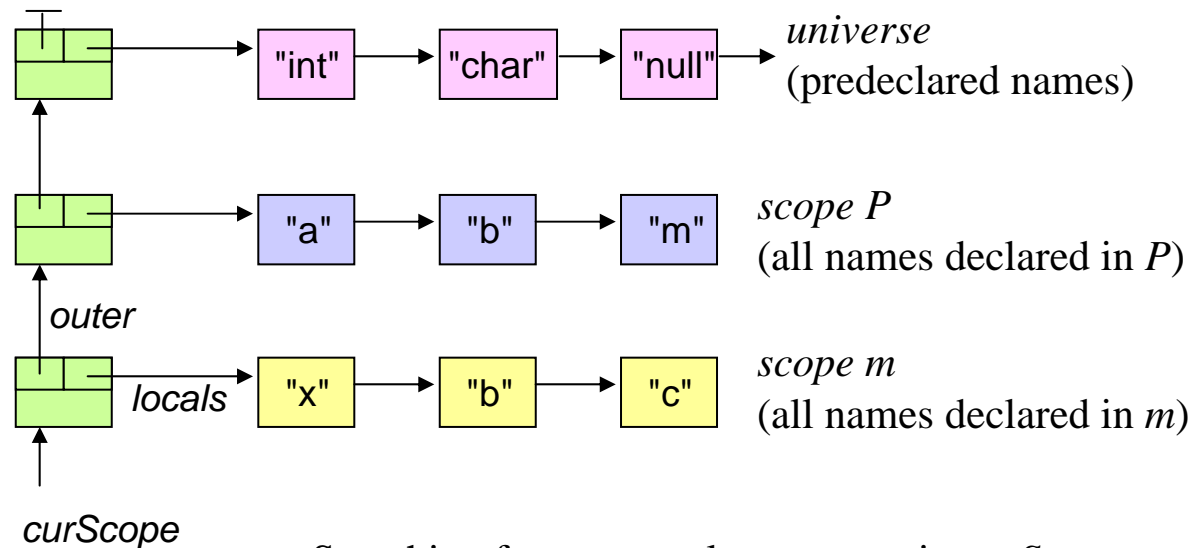 "int" "char" "null" universe
(predeclared names)
"a" "b" "m" scope P
(all names declared in P)
outer
locals "x" "b" "c" scope m
(all names declared in m)
curScope